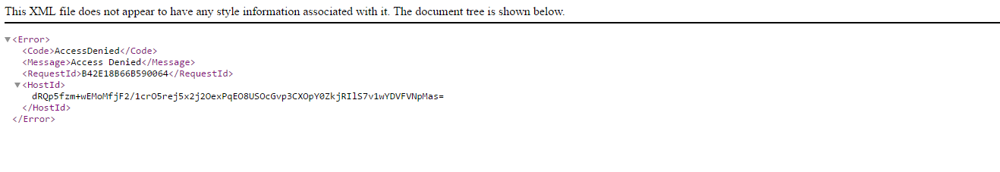 This XML file does not appear to have any style information associated with it. The document tree is shown below.
<Error>
<Code>AccessDenied</Code>
<Message>Access Denied</Message>
<RequestId>B42E18B66B590064</RequestId>
<HostId>
dRQp5fzm+wEMoMfjF2/1crO5rej5x2j2OexPqEO8USOcGvp3CXOpY0ZkjRIlS7v1wYDVFVNpMas=
</HostId>
</Error>